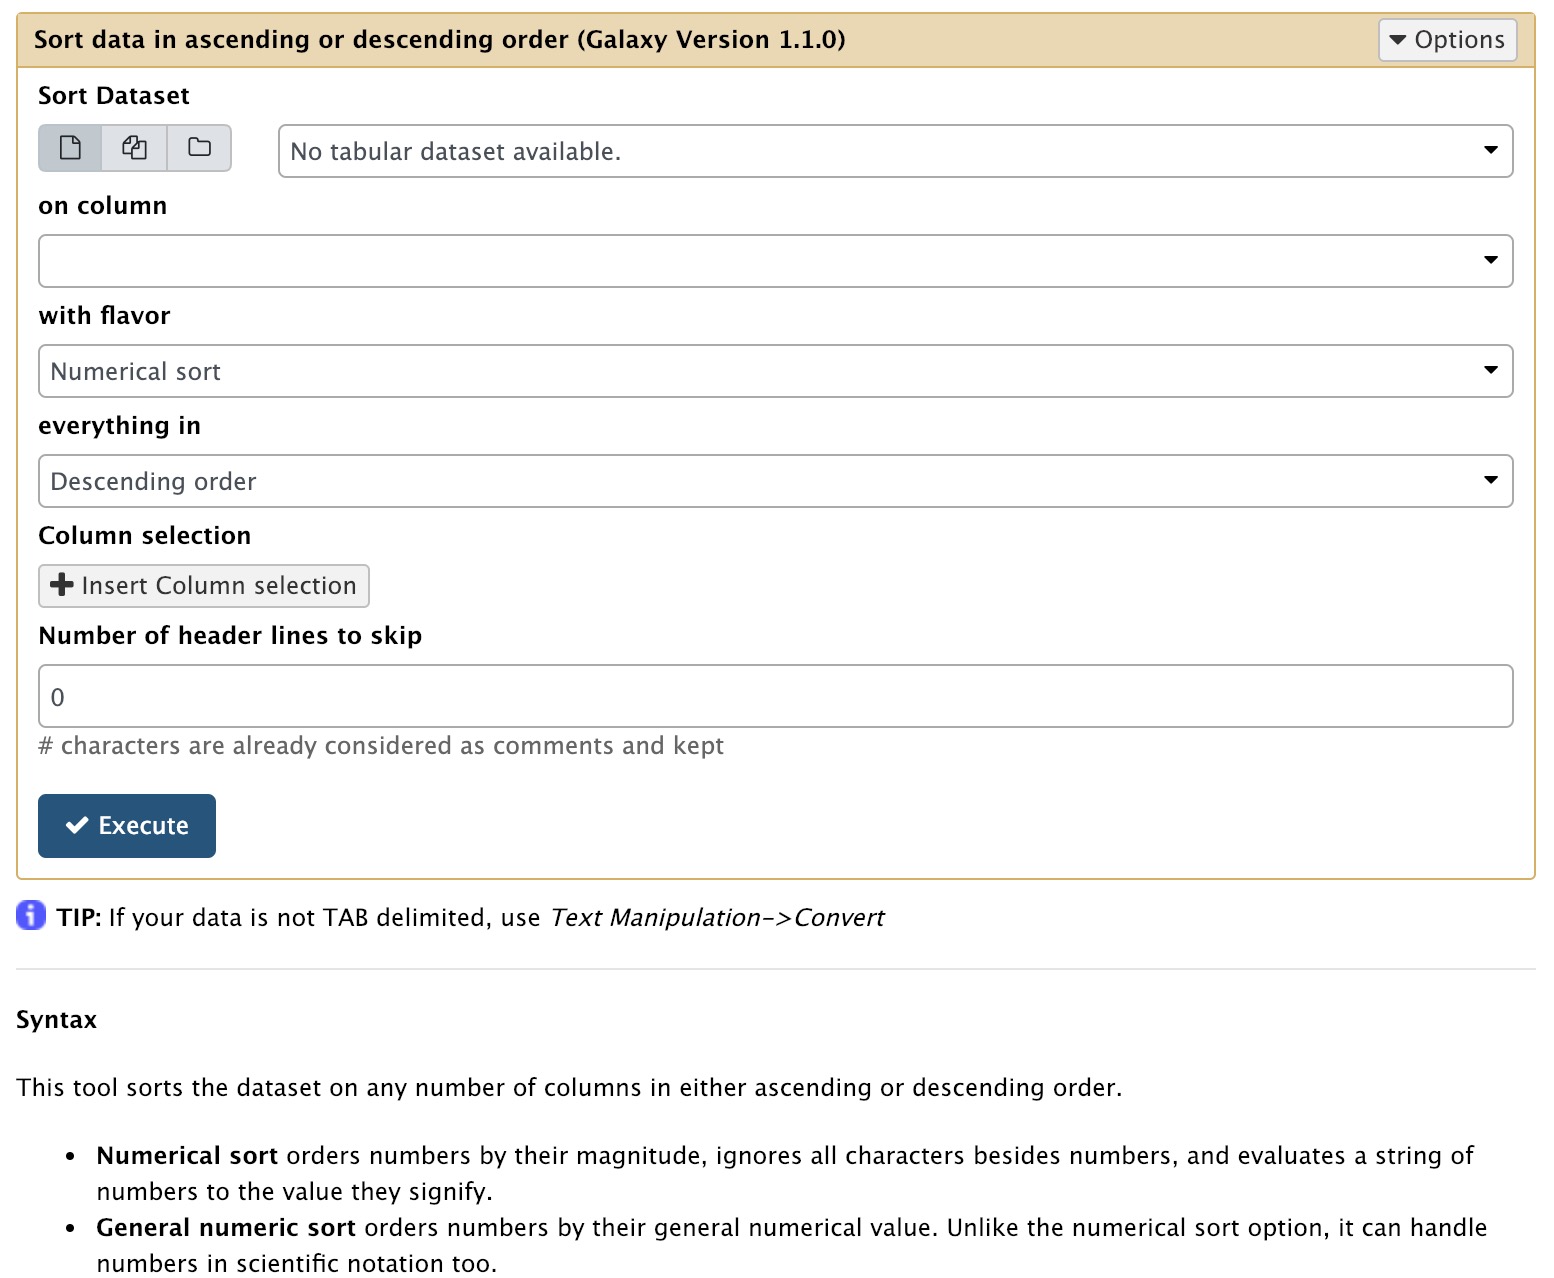 Sort data in ascending or descending order (Galaxy Version 1.1.0)
Options
Sort Dataset
No tabular dataset available.
on column
with flavor
Numerical sort
everything in
Descending order
Column selection
Insert Column selection
Number of header lines to skip
0
# characters are already considered as comments and kept
Execute
TIP: If your data is not TAB delimited, use Text Manipulation->Convert
Syntax
This tool sorts the dataset on any number of columns in either ascending or descending order.
• Numerical sort orders numbers by their magnitude, ignores all characters besides numbers, and evaluates a string of
numbers to the value they signify.
• General numeric sort orders numbers by their general numerical value. Unlike the numerical sort option, it can handle
numbers in scientific notation too.